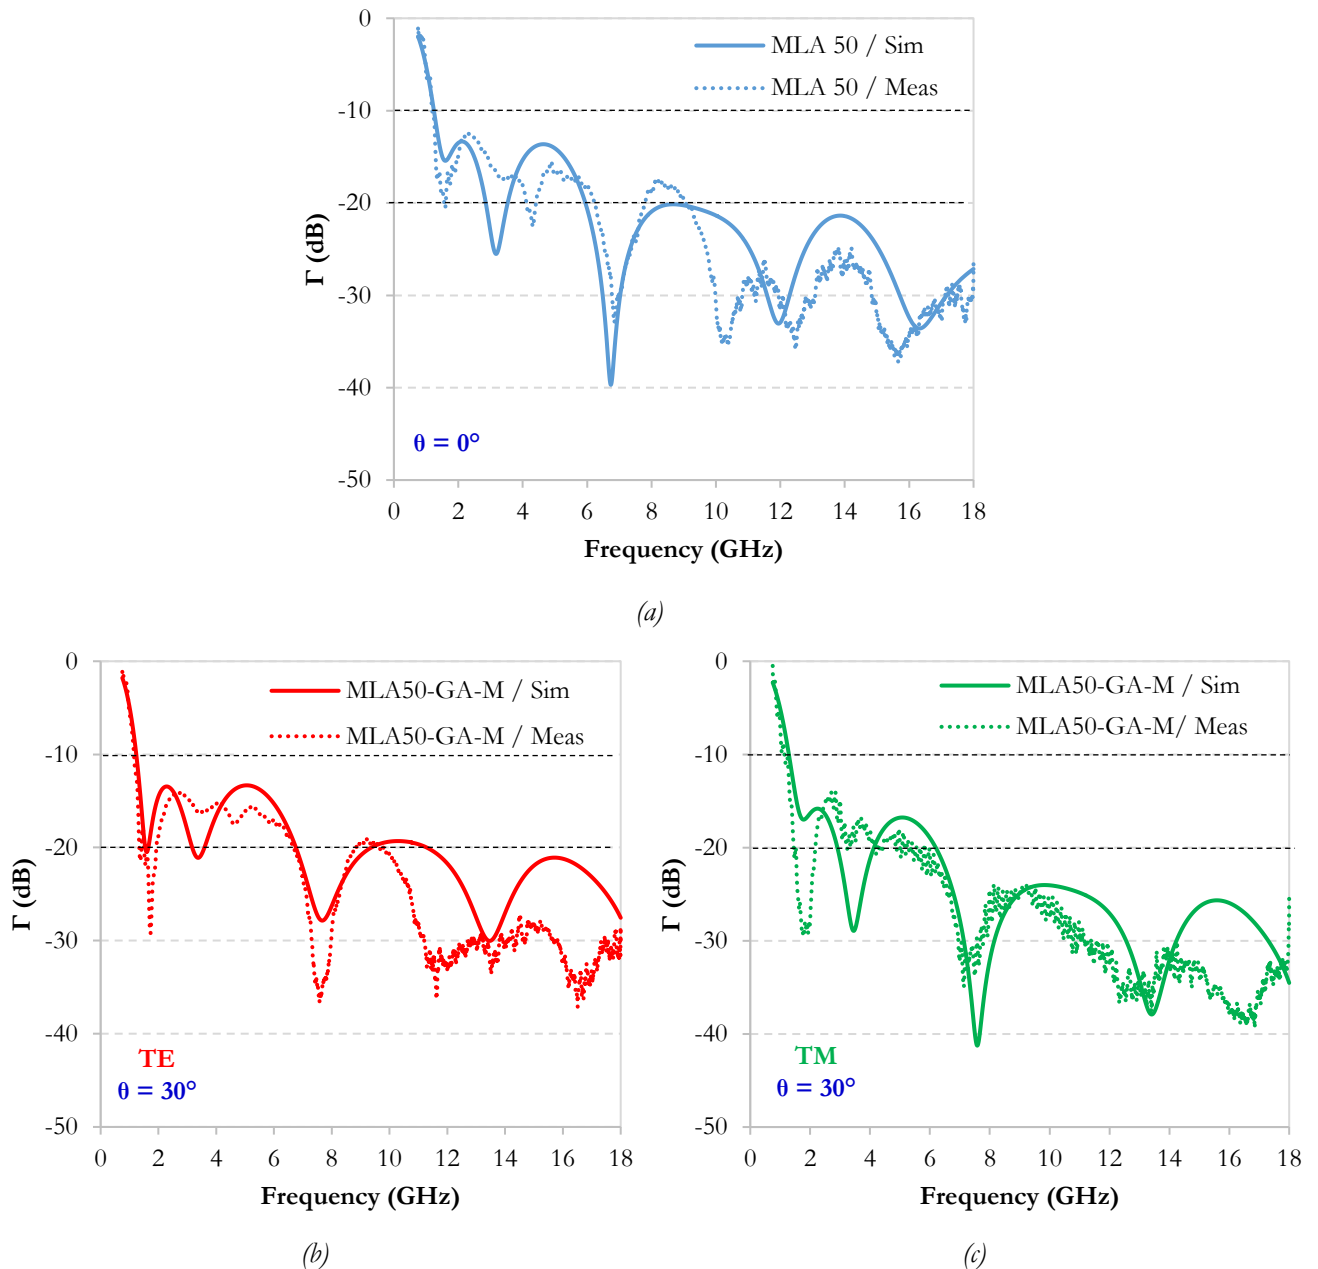 0
-10
-20
-30
-40
-50
Γ (dB)
MLA 50 / Sim
MLA 50 / Meas
θ = 0°
0 2 4 6 8 10 12 14 16 18
Frequency (GHz)
(a)
0
-10
-20
-30
-40
-50
Γ (dB)
MLA50-GA-M / Sim
MLA50-GA-M / Meas
TE
θ = 30°
0 2 4 6 8 10 12 14 16 18
Frequency (GHz)
(b)
0
-10
-20
-30
-40
-50
Γ (dB)
MLA50-GA-M / Sim
MLA50-GA-M/ Meas
TM
θ = 30°
0 2 4 6 8 10 12 14 16 18
Frequency (GHz)
(c)